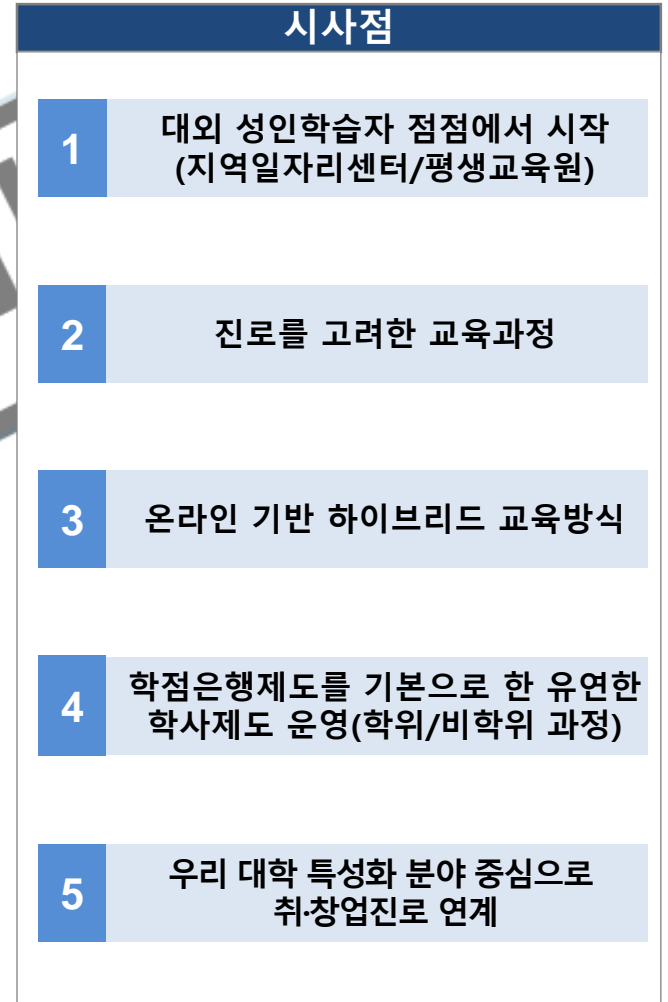 시사점
1
대외 성인학습자 점점에서 시작
(지역일자리센터/평생교육원)
2
진로를 고려한 교육과정
3
온라인 기반 하이브리드 교육방식
4
학점은행제도를 기본으로 한 유연한
학사제도 운영(학위/비학위 과정)
5
우리 대학 특성화 분야 중심으로
취·창업진로 연계